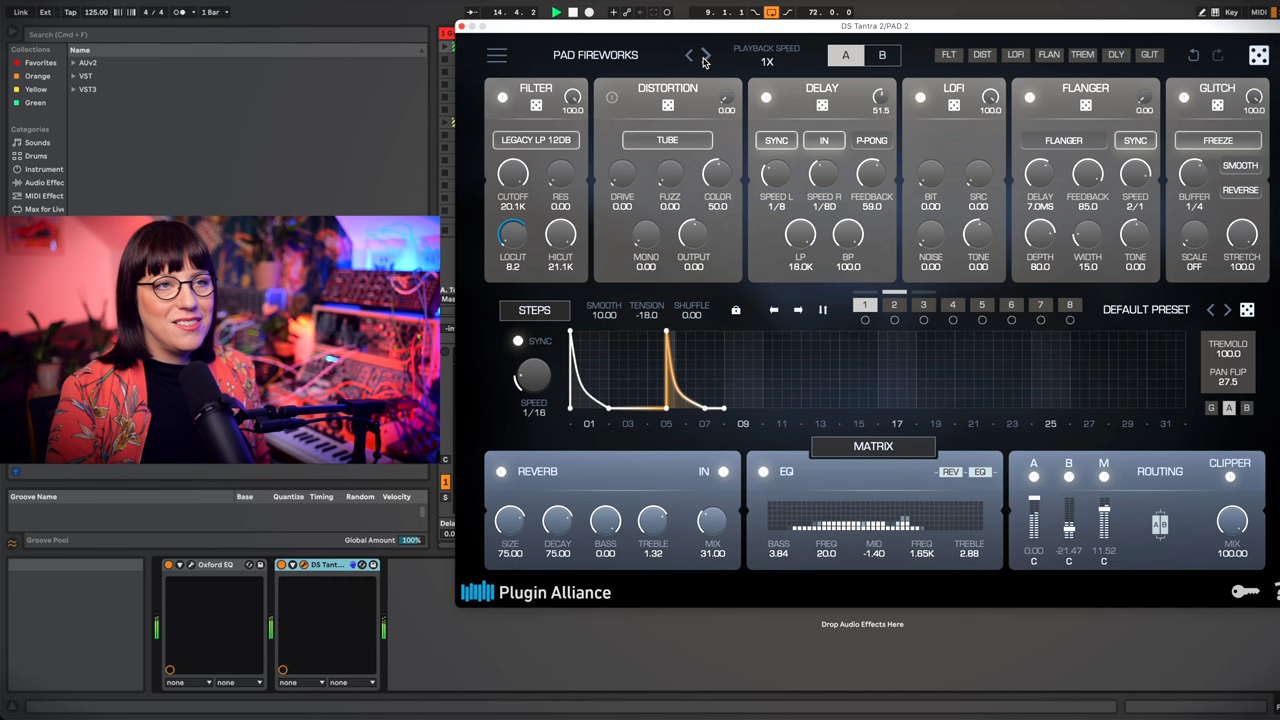 Link Ext Tap 125.00 4 / 4 1 Bar 14. 4. 2 9. 1. 1 72. 0. 0 Key MIDI
DS Tantra 2/PAD 2
Search (Cmd + F)
Collections Name
Favorites AUv2
Orange VST
Yellow VST3
Green
Categories
Sounds
Drums
Instrument
Audio Effec
MIDI Effect
Max for Live
PAD FIREWORKS PLAYBACK SPEED 1X A B FLT DIST LOFI FLAN TREM DLY GLIT
FILTER 100.0 DISTORTION 0.00 DELAY 51.5 LOFI 100.0 FLANGER 0.00 GLITCH 100.0
LEGACY LP 12DB TUBE SYNC IN P-PONG FLANGER SYNC FREEZE
SMOOTH
REVERSE
CUTOFF RES DRIVE FUZZ COLOR SPEED L SPEED R FEEDBACK BIT SRC DELAY FEEDBACK SPEED BUFFER
20.1K 0.00 0.00 0.00 50.0 1/8 1/8D 59.0 0.00 0.00 7.0MS 85.0 2/1 1/4
LOCUT HICUT MONO OUTPUT LP BP NOISE TONE DEPTH WIDTH TONE SCALE STRETCH
8.2 21.1K 0.00 0.00 18.0K 100.0 0.00 0.00 80.0 15.0 0.00 OFF 100.0
STEPS SMOOTH TENSION SHUFFLE 1 2 3 4 5 6 7 8 DEFAULT PRESET
10.00 -18.0 0.00
SYNC
SPEED
1/16
TREMOLO
100.0
PAN FLIP
27.5
G A B
01 03 05 07 09 11 13 15 17 19 21 23 25 27 29 31
MATRIX
REVERB IN EQ REV EQ A B M ROUTING CLIPPER
SIZE DECAY BASS TREBLE MIX BASS FREQ MID FREQ TREBLE MIX
75.00 75.00 0.00 1.32 31.00 3.84 20.0 -1.40 1.65K 2.88 0.00 -21.47 11.52 100.00
C C C
A B
Plugin Alliance
Groove Name Base Quantize Timing Random Velocity
Groove Pool Global Amount 100%
C
1
S
Oxford EQ DS Tant...
none none none none
Drop Audio Effects Here